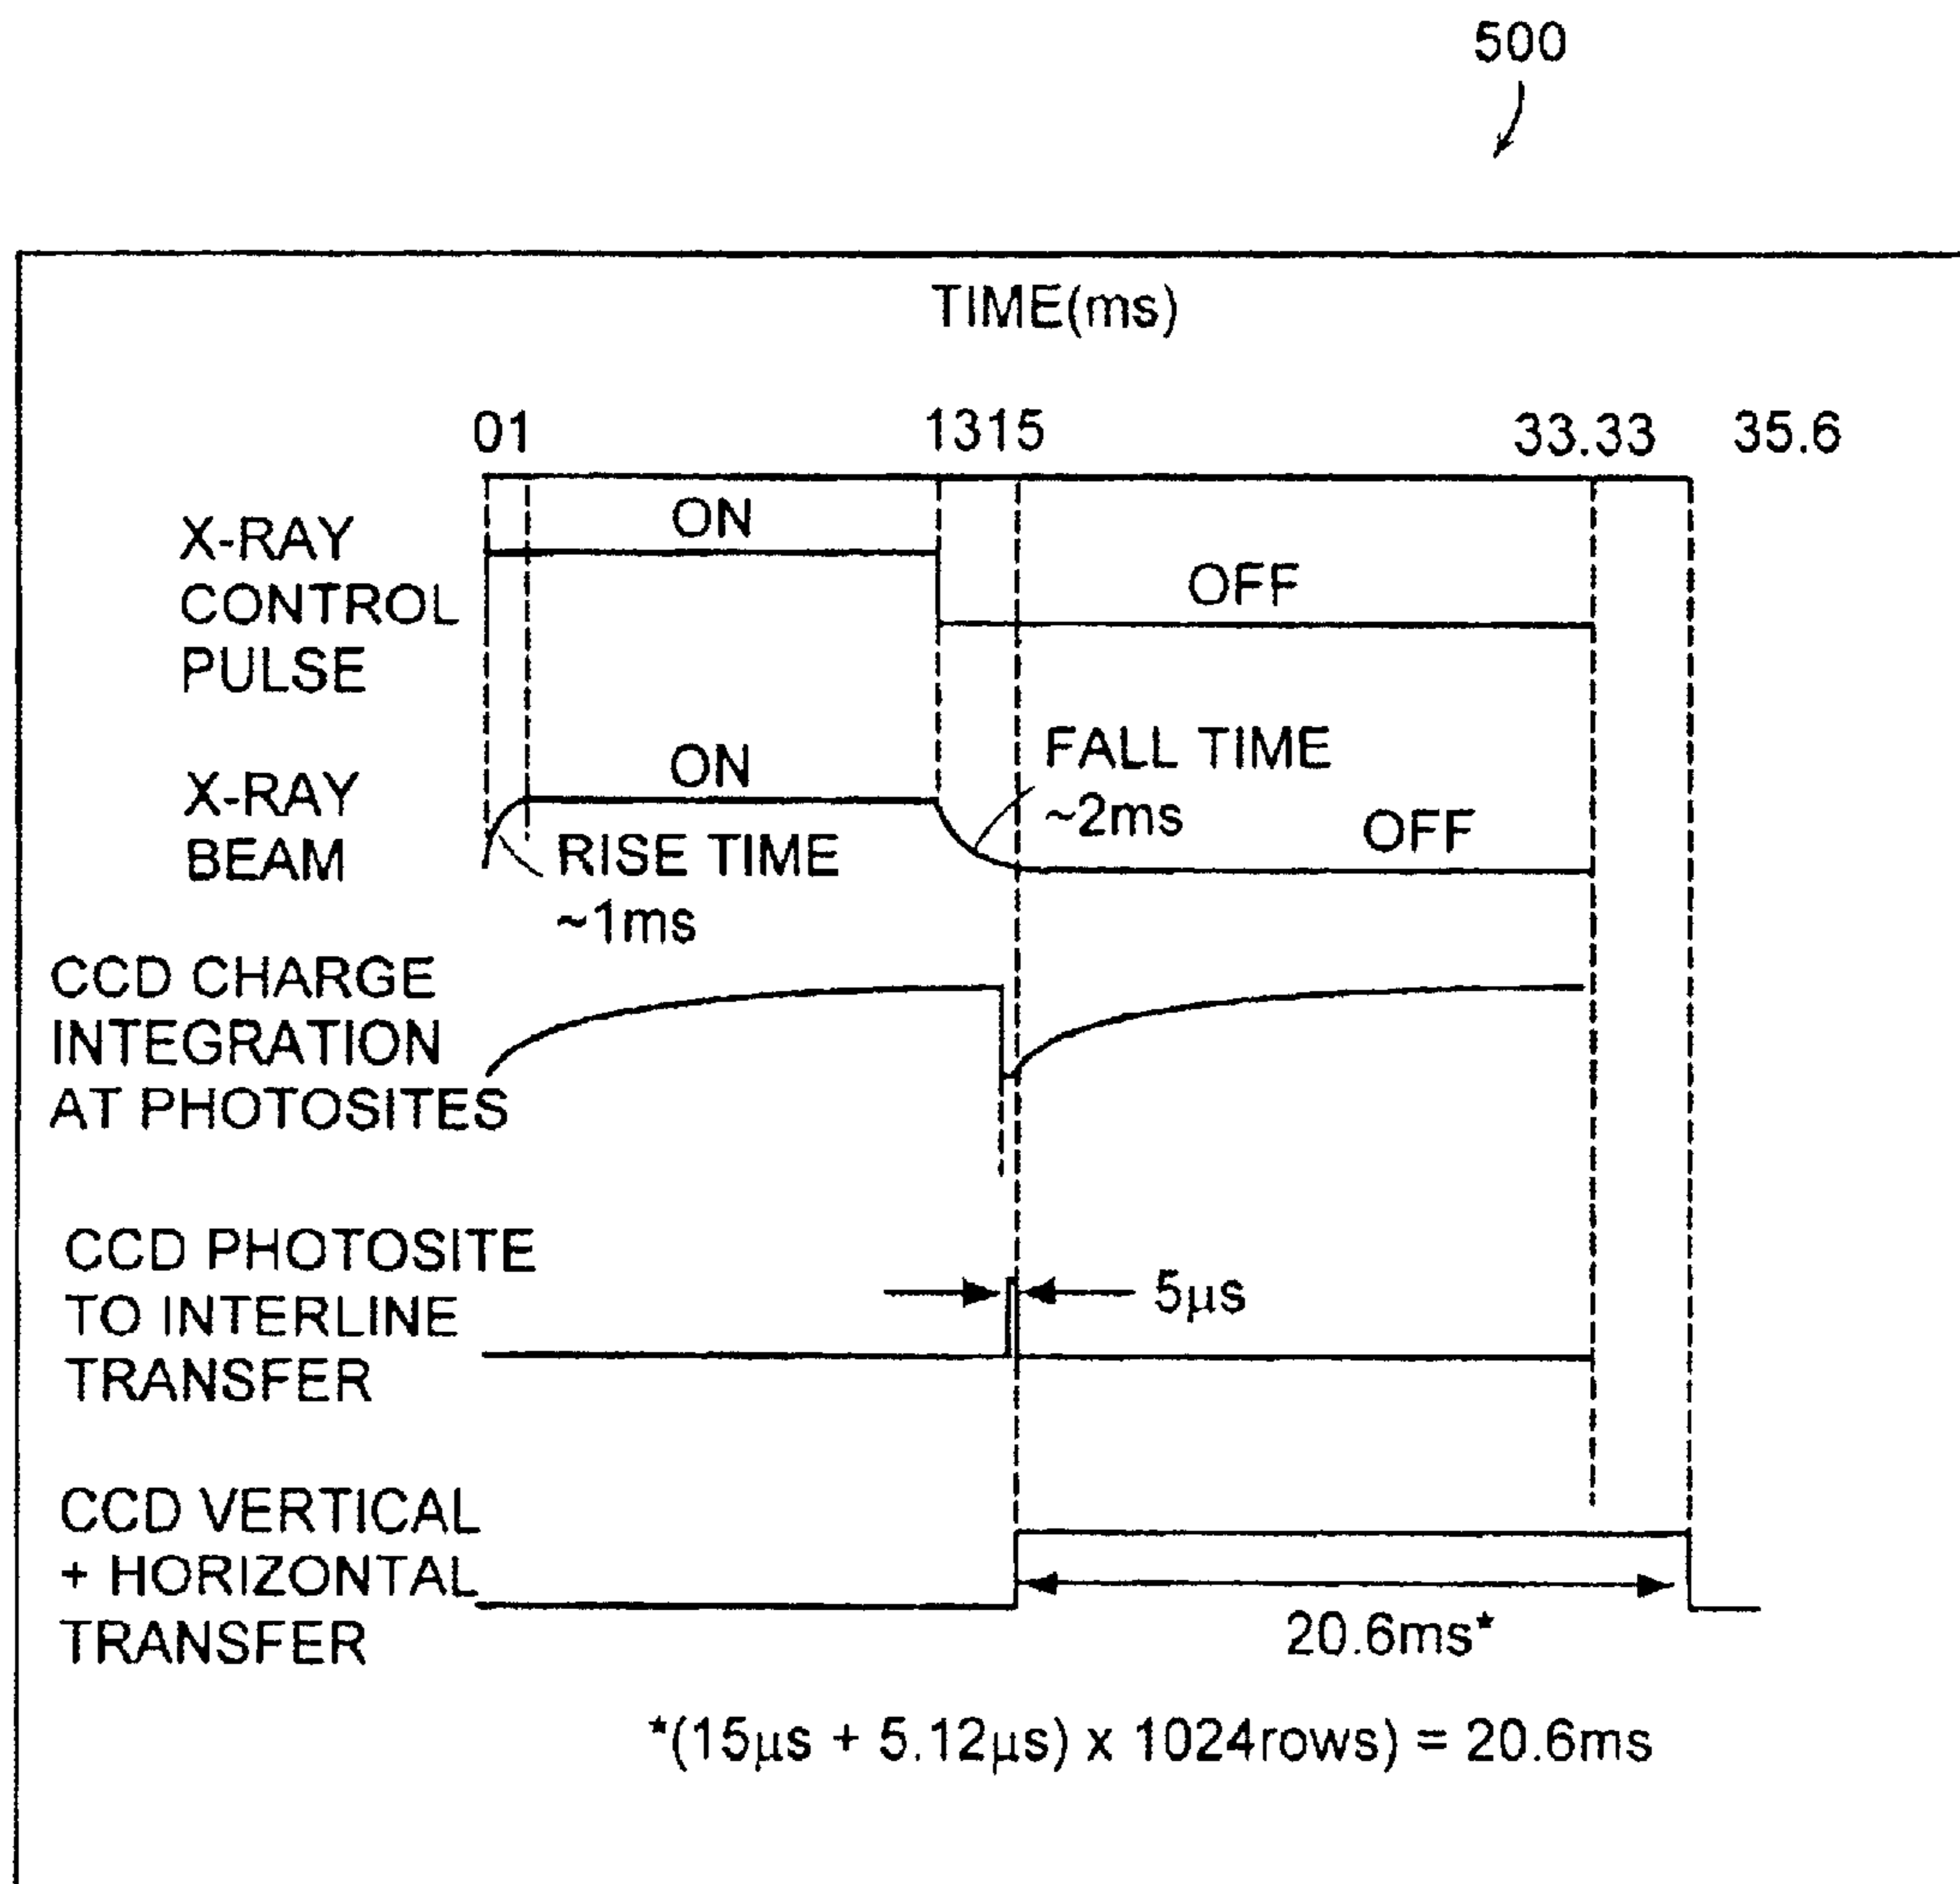 500
TIME(ms)
01 1315 33.33 35.6
X-RAY
CONTROL
PULSE
ON
OFF
X-RAY
BEAM
ON
RISE TIME
~1ms
FALL TIME
~2ms
OFF
CCD CHARGE
INTEGRATION
AT PHOTOSITES
CCD PHOTOSITE
TO INTERLINE
TRANSFER
5μs
CCD VERTICAL
+ HORIZONTAL
TRANSFER
20.6ms*
*(15μs + 5.12μs) x 1024rows) = 20.6ms